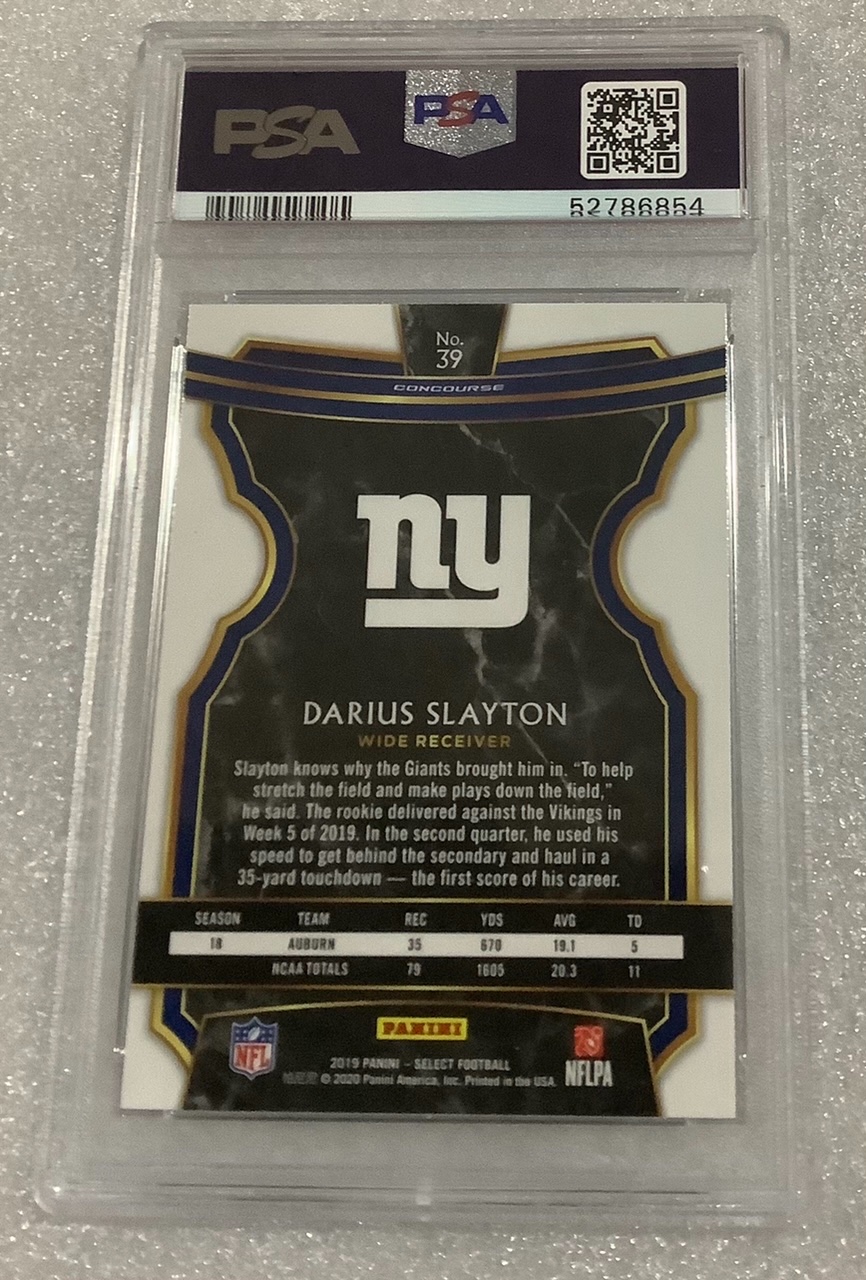 PSA PSA
52786854
No.
39
CONCOURSE
ny
DARIUS SLAYTON
WIDE RECEIVER
Slayton knows why the Giants brought him in. “To help
stretch the field and make plays down the field,”
he said. The rookie delivered against the Vikings in
Week 5 of 2019. In the second quarter, he used his
speed to get behind the secondary and haul in a
35-yard touchdown — the first score of his career.
SEASON TEAM REC YDS AVG TD
18 AUBURN 35 670 19.1 5
NCAA TOTALS 79 1605 20.3 11
PANINI
NFL
2019 PANINI – SELECT FOOTBALL
© 2020 Panini America, Inc. Printed in the USA.
NFLPA